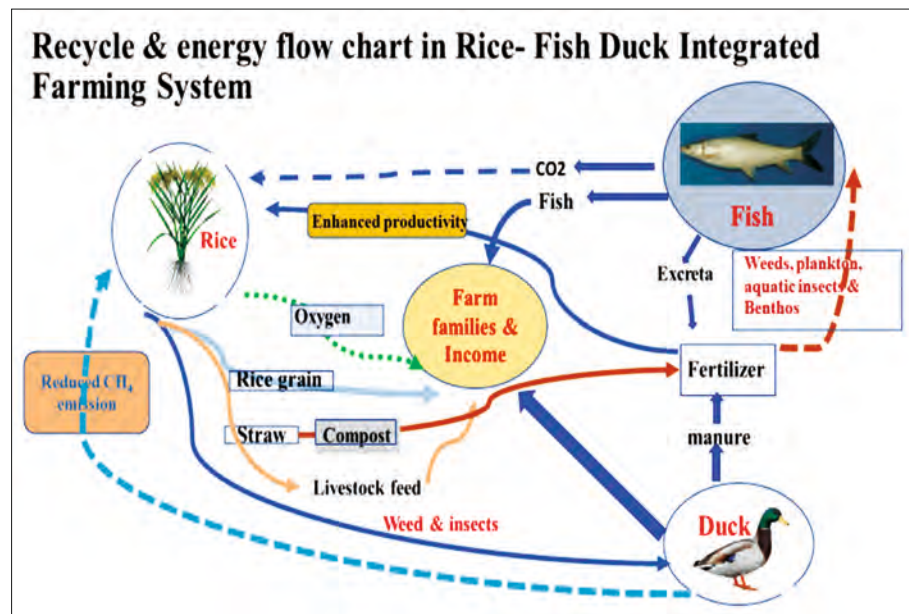 Recycle & energy flow chart in Rice- Fish Duck Integrated
Farming System
CO2
Fish
Enhanced productivity
Rice
Fish
Excreta
Weeds, plankton,
aquatic insects &
Benthos
Farm
families &
Income
Oxygen
Fertilizer
Reduced CH4
emission
Rice grain
Straw
Compost
manure
Livestock feed
Weed & insects
Duck